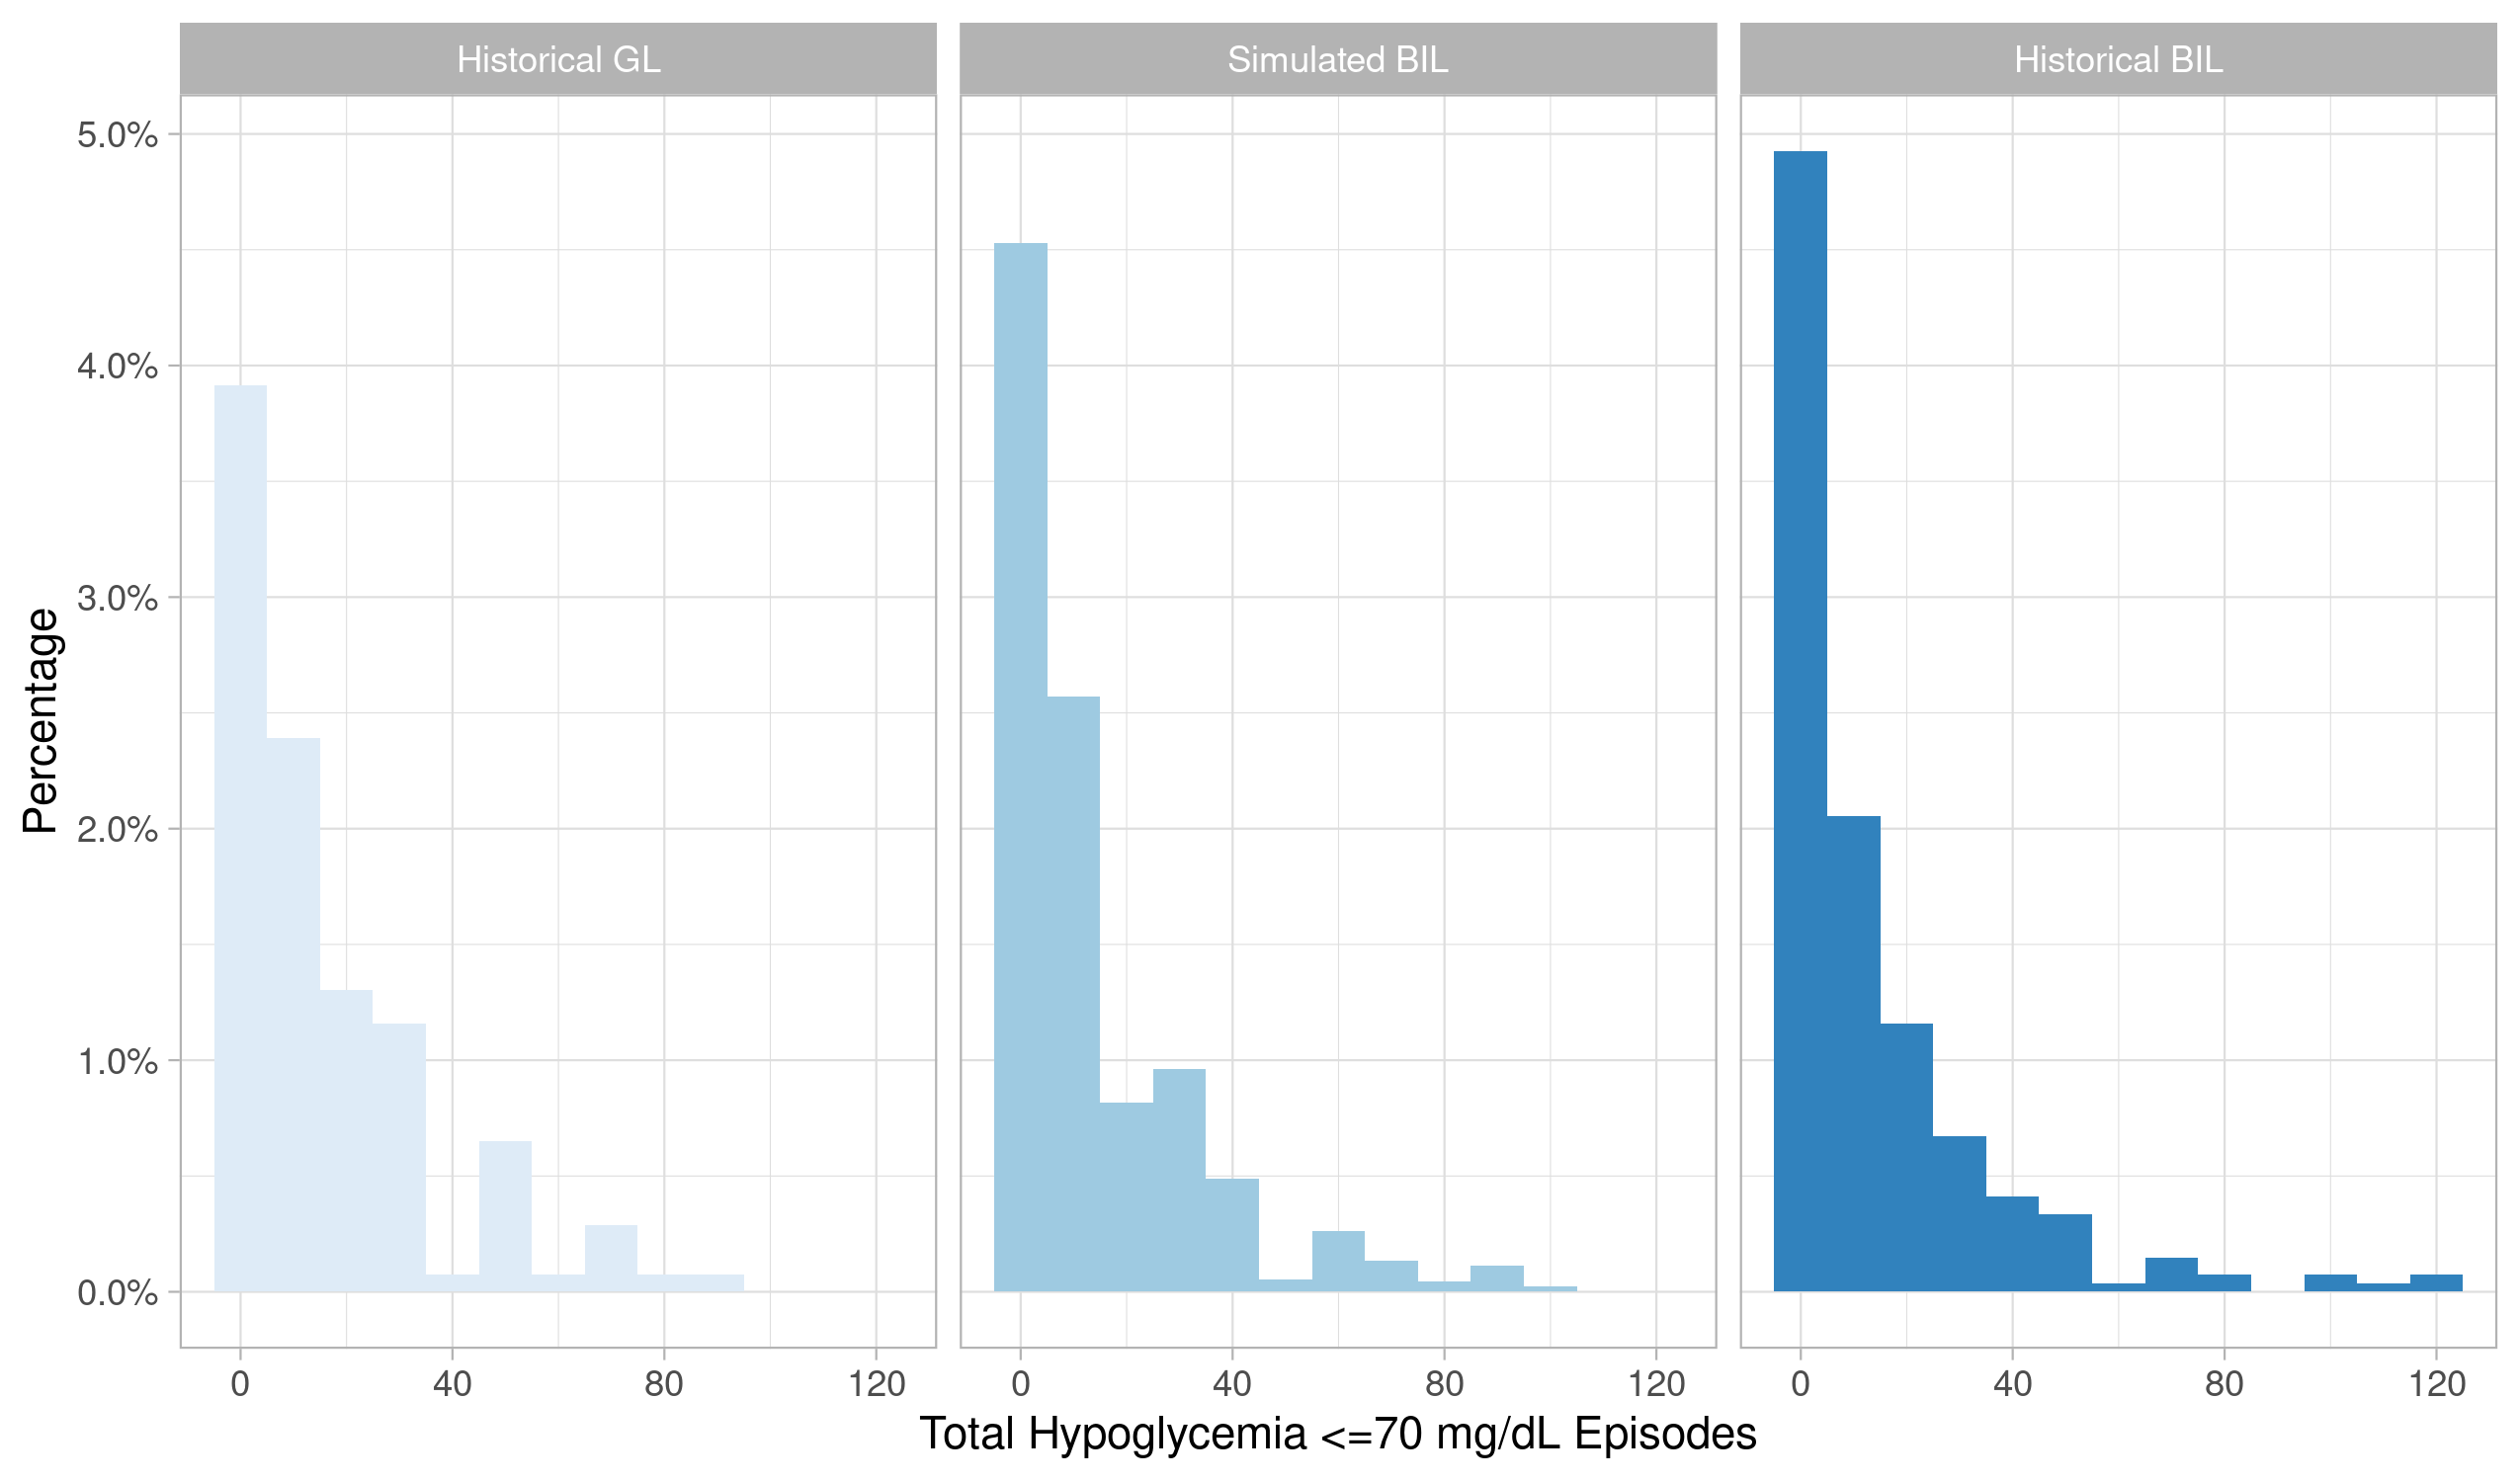 Historical GL
Simulated BIL
Historical BIL
Percentage
5.0%
4.0%
3.0%
2.0%
1.0%
0.0%
0 40 80 120
0 40 80 120
0 40 80 120
Total Hypoglycemia <=70 mg/dL Episodes